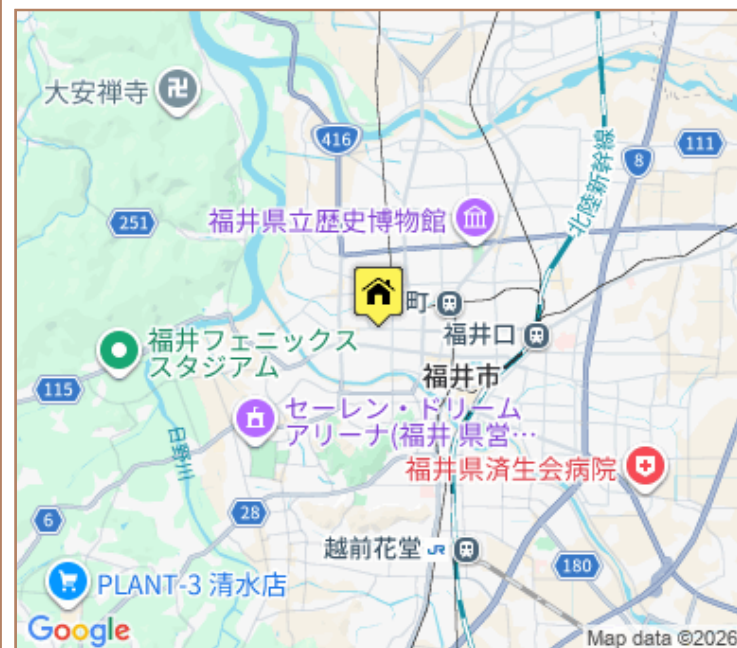 大安禅寺
416
8
111
北陸新幹線
251
福井県立歴史博物館
町
福井口
福井フェニックス
スタジアム
福井市
115
セーレン・ドリーム
アリーナ(福井 県営…
日野川
福井県済生会病院
6
28
越前花堂 JR
180
PLANT-3 清水店
Google
Map data ©2026